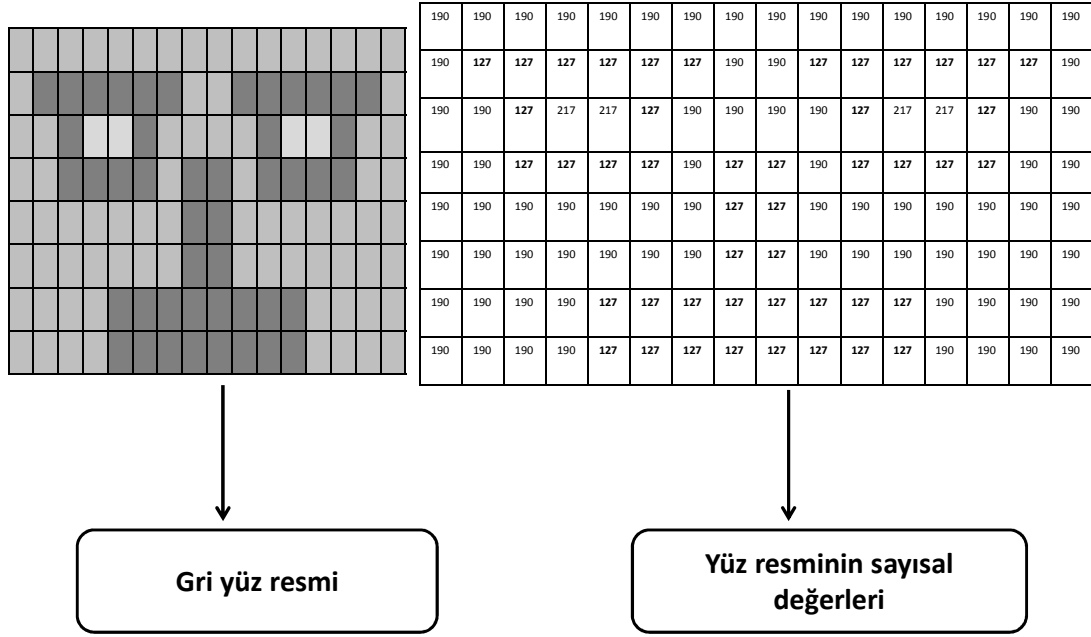 190 190 190 190 190 190 190 190 190 190 190 190 190 190 190 190
190 127 127 127 127 127 127 190 190 127 127 127 127 127 127 190
190 190 127 217 217 127 190 190 190 190 127 217 217 127 190 190
190 190 127 127 127 127 190 127 127 190 127 127 127 127 190 190
190 190 190 190 190 190 190 127 127 190 190 190 190 190 190 190
190 190 190 190 190 190 190 127 127 190 190 190 190 190 190 190
190 190 190 190 127 127 127 127 127 127 127 127 190 190 190 190
190 190 190 190 127 127 127 127 127 127 127 127 190 190 190 190
Gri yüz resmi
Yüz resminin sayısal
değerleri